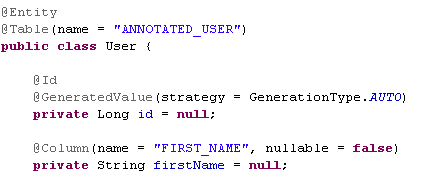 @Entity
@Table(name = "ANNOTATED_USER")
public class User {
@Id
@GeneratedValue(strategy = GenerationType.AUTO)
private Long id = null;
@Column(name = "FIRST_NAME", nullable = false)
private String firstName = null;